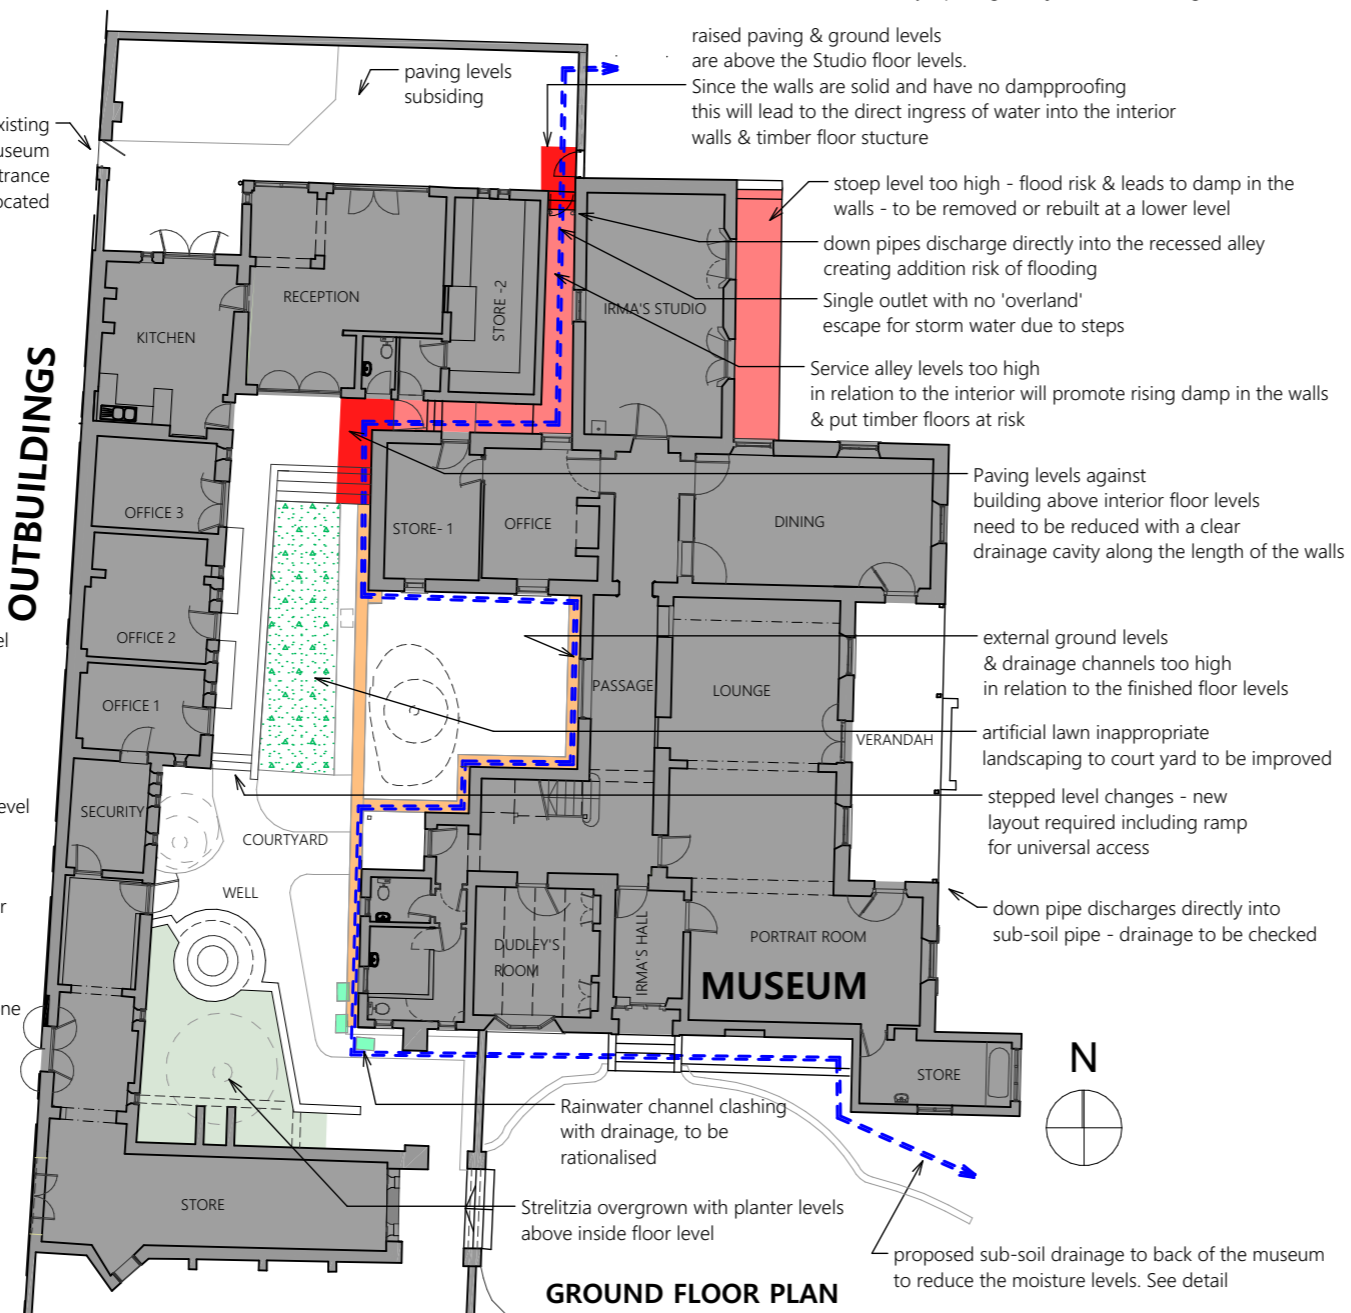 raised paving & ground levels
are above the Studio floor levels.
Since the walls are solid and have no dampproofing
this will lead to the direct ingress of water into the interior
walls & timber floor stucture
paving levels
subsiding
existing
museum
entrance
located
stoep level too high - flood risk & leads to damp in the
walls - to be removed or rebuilt at a lower level
down pipes discharge directly into the recessed alley
creating addition risk of flooding
Single outlet with no 'overland'
escape for storm water due to steps
Service alley levels too high
in relation to the interior will promote rising damp in the walls
& put timber floors at risk
Paving levels against
building above interior floor levels
need to be reduced with a clear
drainage cavity along the length of the walls
external ground levels
& drainage channels too high
in relation to the finished floor levels
artificial lawn inappropriate
landscaping to court yard to be improved
stepped level changes - new
layout required including ramp
for universal access
down pipe discharges directly into
sub-soil pipe - drainage to be checked
RECEPTION
KITCHEN
STORE -2
IRMA'S STUDIO
OUTBUILDINGS
OFFICE 3
STORE- 1
OFFICE
DINING
OFFICE 2
OFFICE 1
PASSAGE
LOUNGE
VERANDAH
SECURITY
COURTYARD
WELL
DUDLEY'S
ROOM
IRMA'S HALL
PORTRAIT ROOM
MUSEUM
STORE
N
Rainwater channel clashing
with drainage, to be
rationalised
STORE
Strelitzia overgrown with planter levels
above inside floor level
proposed sub-soil drainage to back of the museum
to reduce the moisture levels. See detail
GROUND FLOOR PLAN